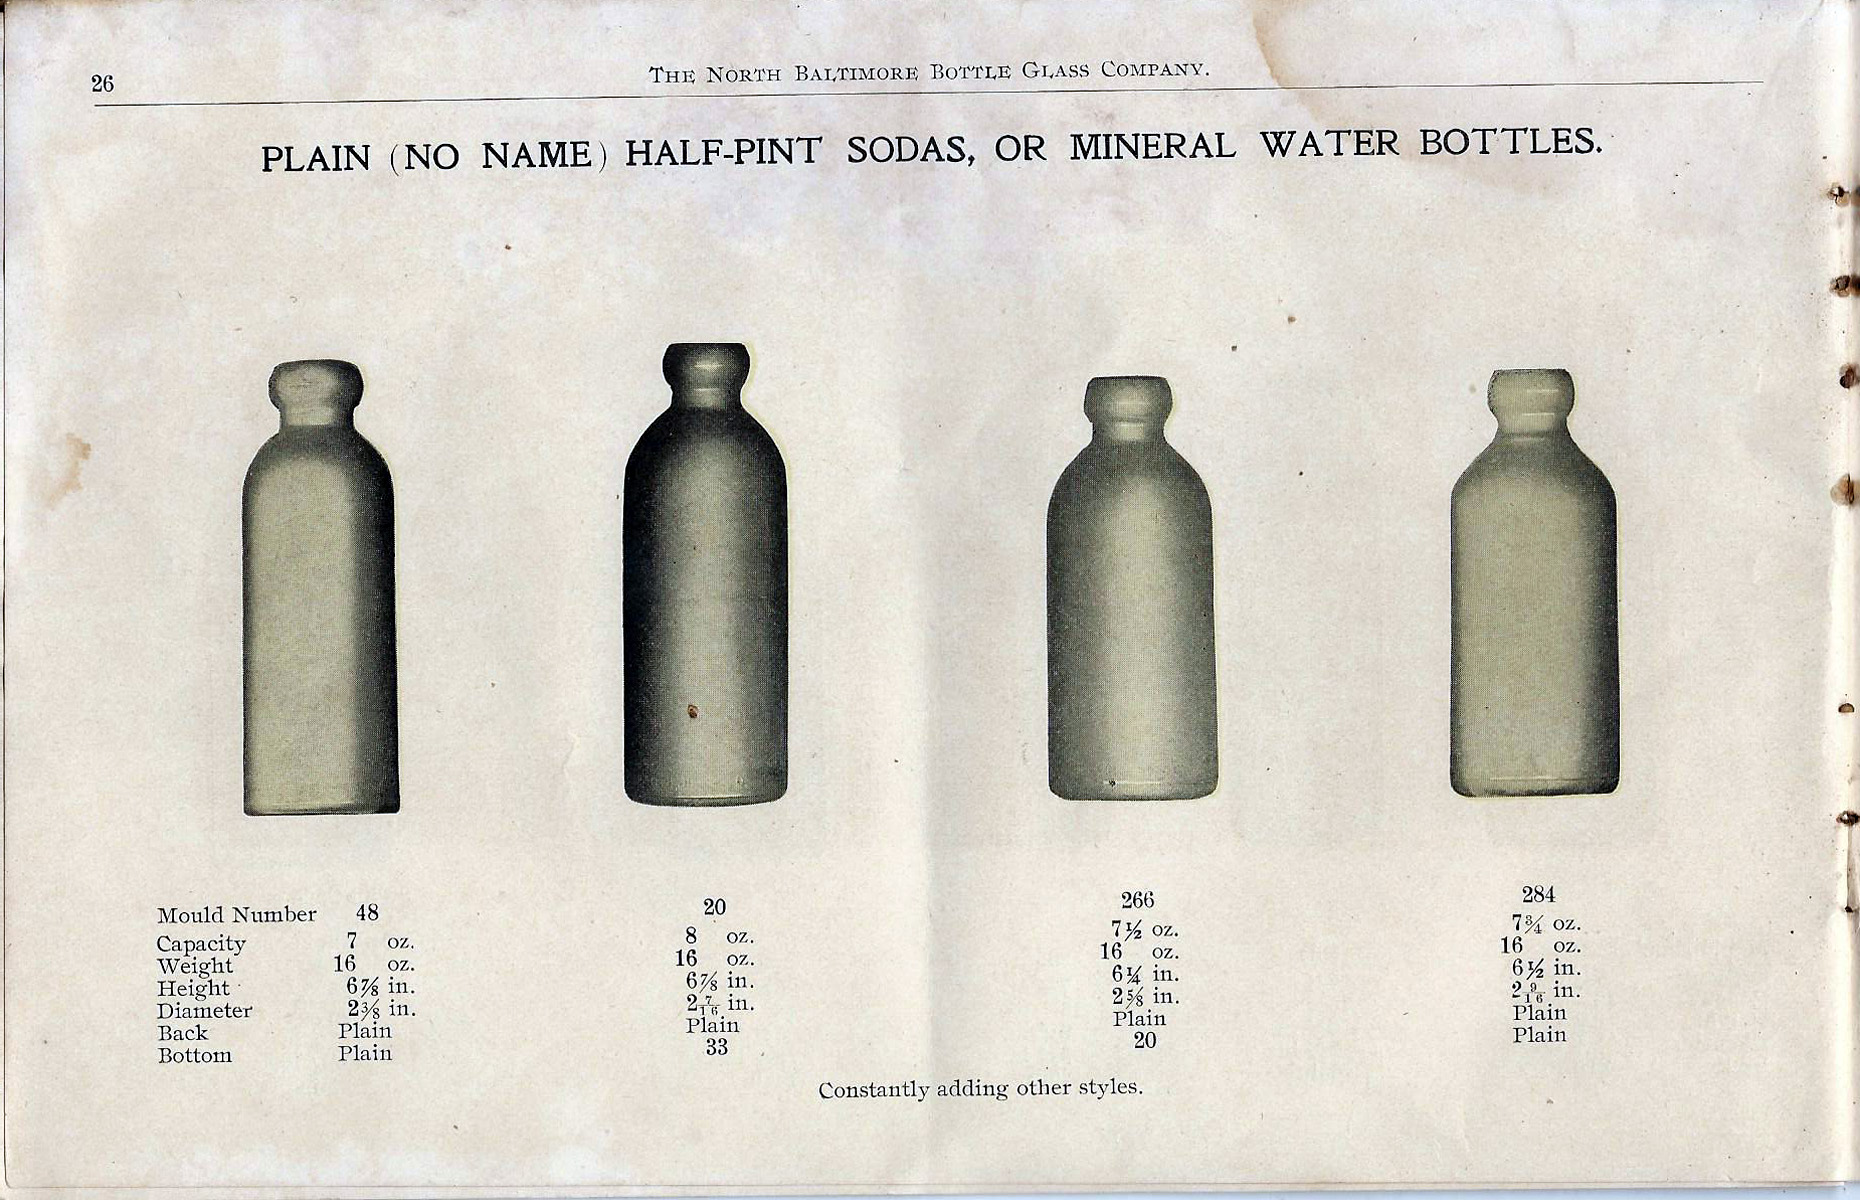 26
THE NORTH BALTIMORE BOTTLE GLASS COMPANY.
PLAIN (NO NAME) HALF-PINT SODAS, OR MINERAL WATER BOTTLES.
Mould Number 48 20 266 284
Capacity 7 oz. 8 oz. 7½ oz. 7¾ oz.
Weight 16 oz. 16 oz. 16 oz. 16 oz.
Height 6⅞ in. 6⅞ in. 6¼ in. 6½ in.
Diameter 2⅜ in. 2 7/16 in. 2⅝ in. 2 9/16 in.
Back Plain Plain Plain Plain
Bottom Plain 33 20 Plain
Constantly adding other styles.